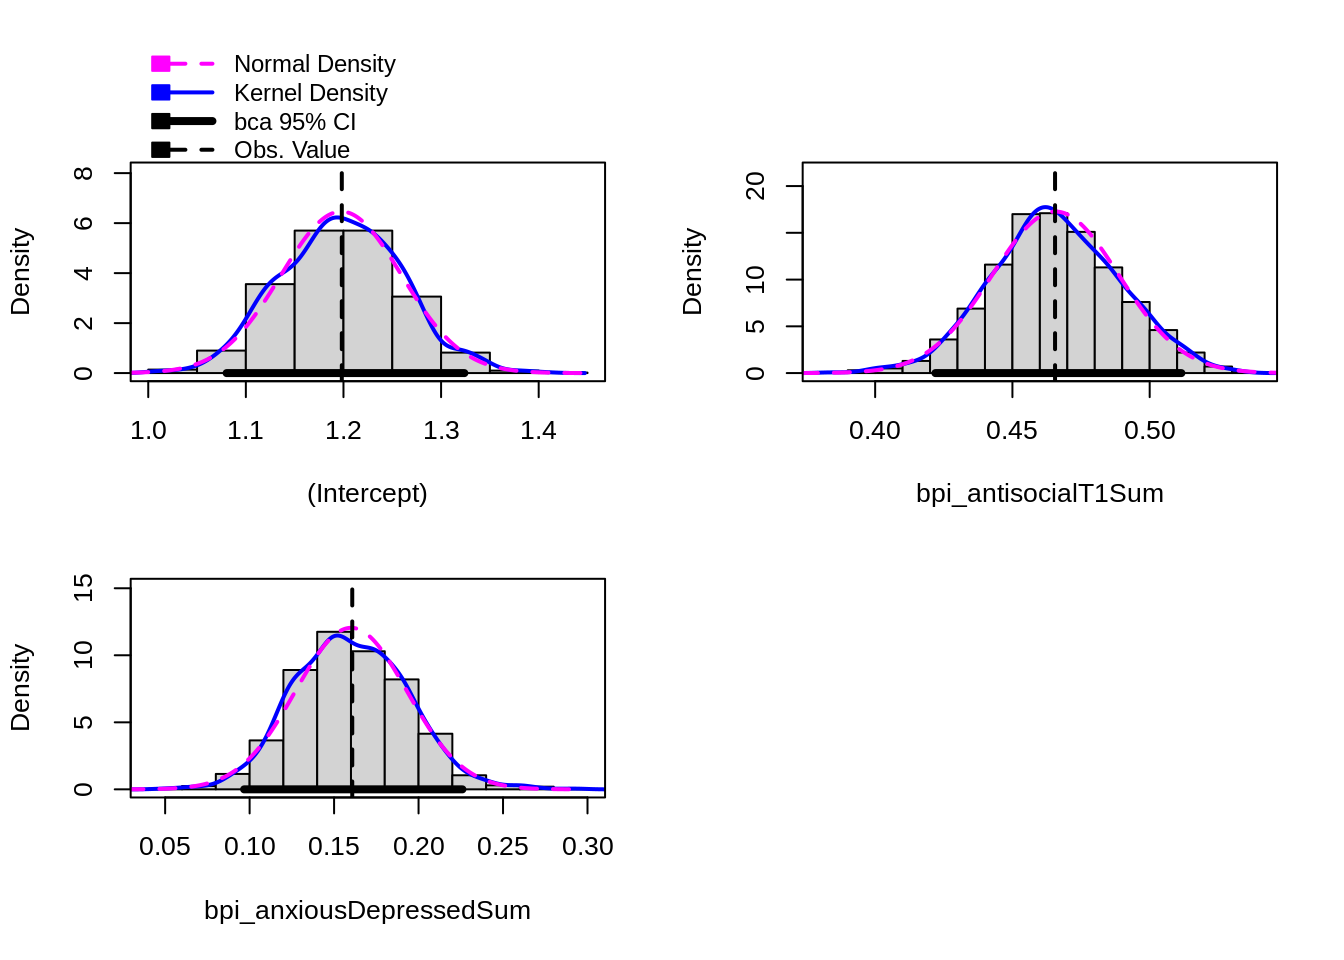 Normal Density
Kernel Density
bca 95% CI
Obs. Value
Density
8
6
4
2
0
1.0 1.1 1.2 1.3 1.4
(Intercept)
Density
20
10
5
0
0.40 0.45 0.50
bpi_antisocialT1Sum
Density
15
10
5
0
0.05 0.10 0.15 0.20 0.25 0.30
bpi_anxiousDepressedSum